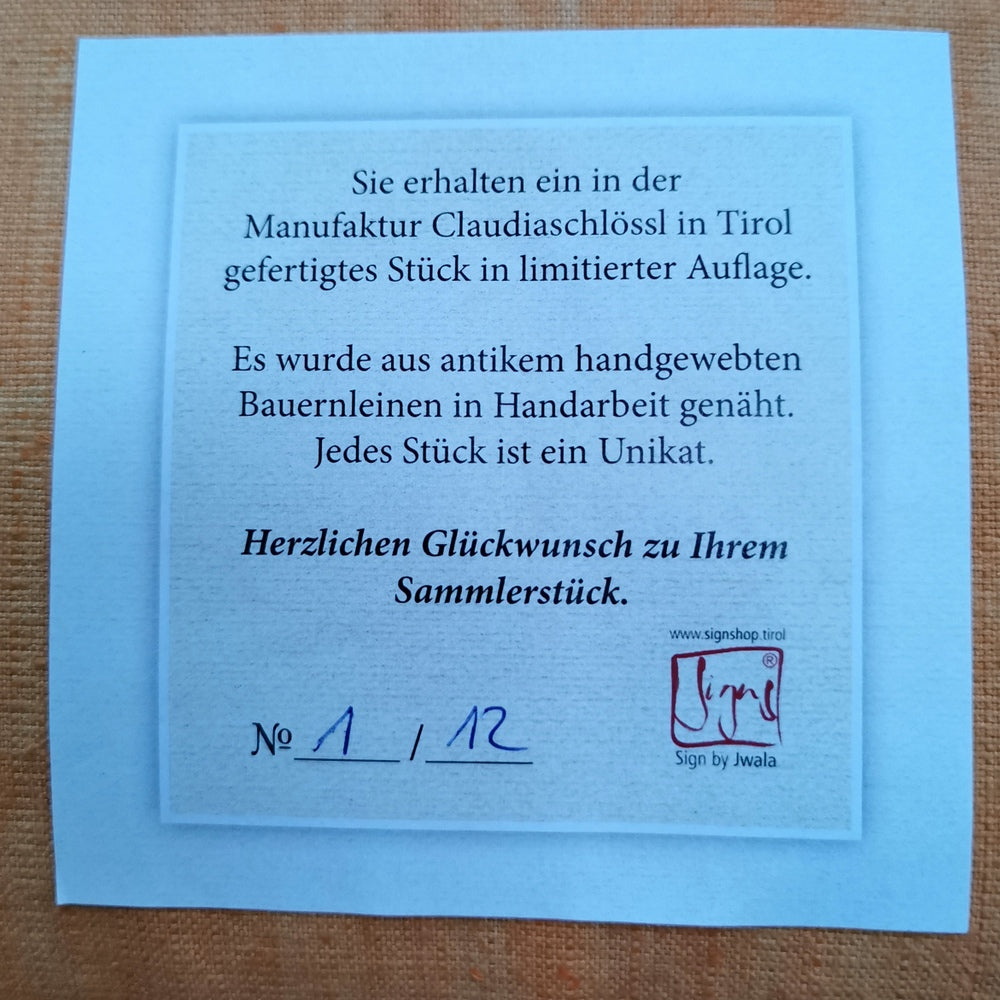 Sie erhalten ein in der
Manufaktur Claudiaschlössl in Tirol
gefertigtes Stück in limitierter Auflage.
Es wurde aus antikem handgewebten
Bauernleinen in Handarbeit genäht.
Jedes Stück ist ein Unikat.
Herzlichen Glückwunsch zu Ihrem
Sammlerstück.
www.signshop.tirol
Signs®
Sign by Jwala
№ 1 / 12